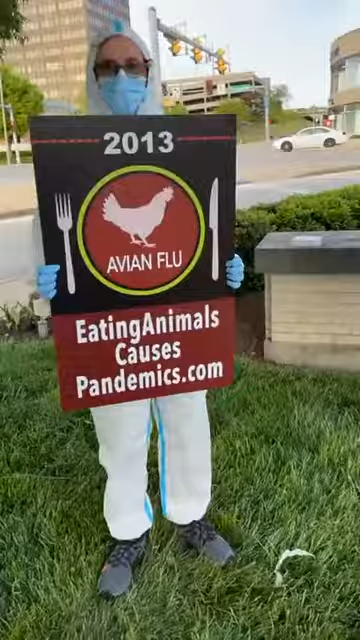 2013
AVIAN FLU
EatingAnimals
Causes
Pandemics.com